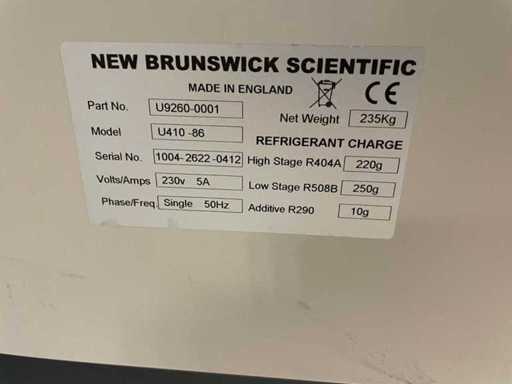 NEW BRUNSWICK SCIENTIFIC
MADE IN ENGLAND
CE
Part No. U9260-0001
Net Weight 235Kg
Model U410 -86
REFRIGERANT CHARGE
Serial No. 1004-2622-0412
High Stage R404A 220g
Volts/Amps 230v 5A
Low Stage R508B 250g
Phase/Freq. Single 50Hz
Additive R290 10g